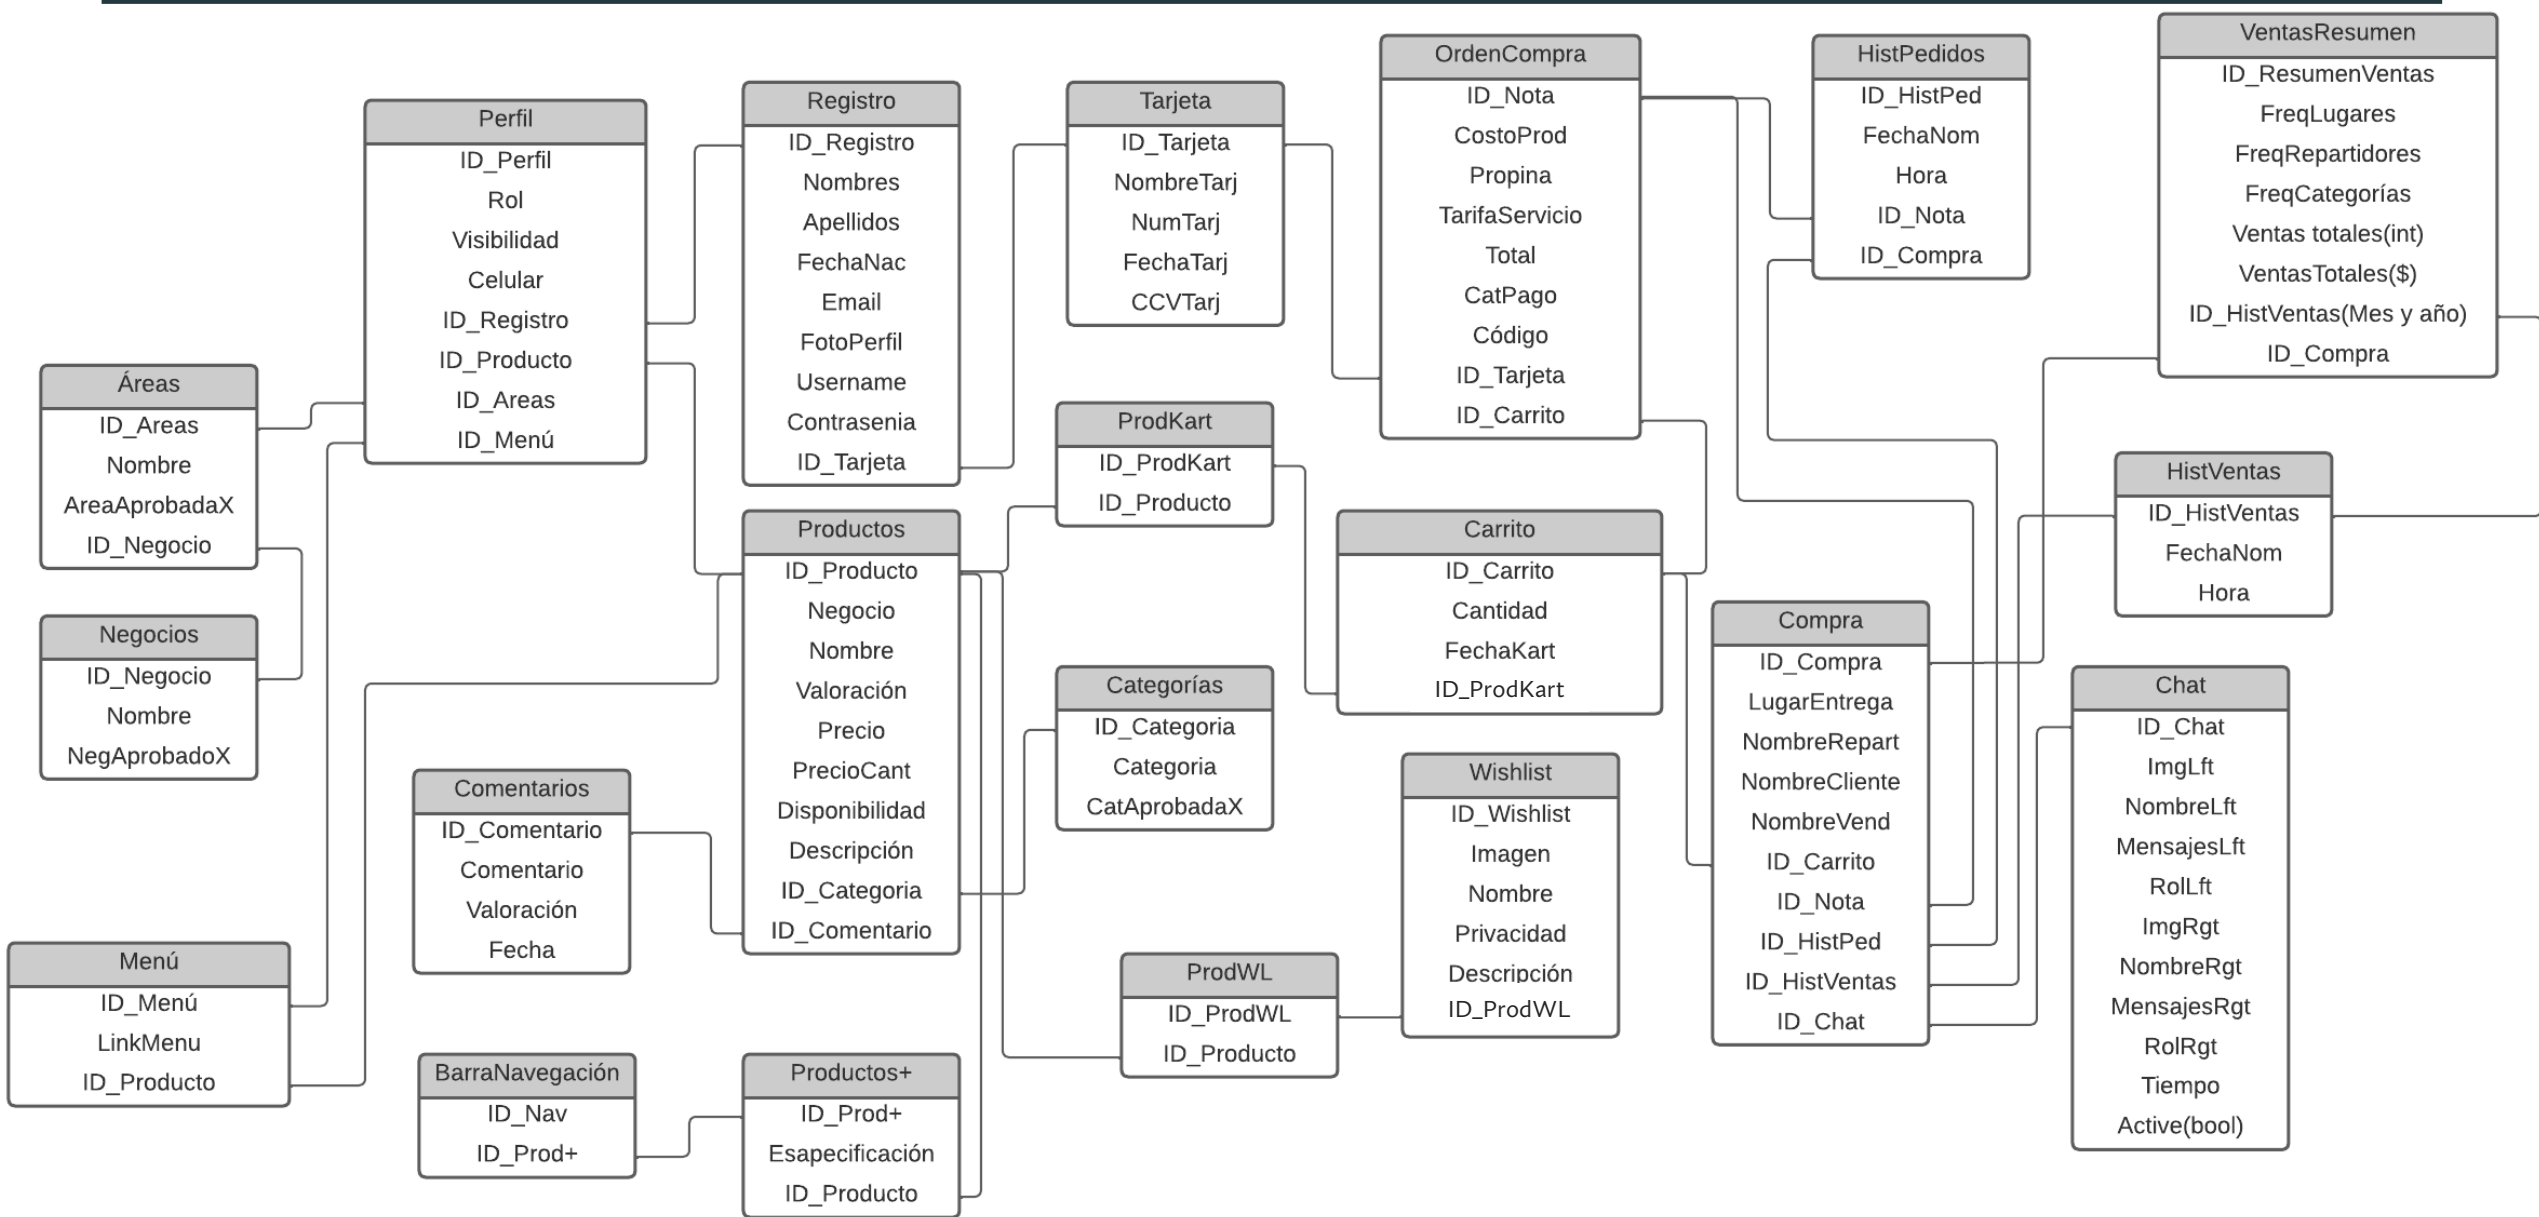 Perfil
ID_Perfil
Rol
Visibilidad
Celular
ID_Registro
ID_Producto
ID_Areas
ID_Menú
Registro
ID_Registro
Nombres
Apellidos
FechaNac
Email
FotoPerfil
Username
Contrasenia
ID_Tarjeta
Tarjeta
ID_Tarjeta
NombreTarj
NumTarj
FechaTarj
CCVTarj
OrdenCompra
ID_Nota
CostoProd
Propina
TarifaServicio
Total
CatPago
Código
ID_Tarjeta
ID_Carrito
HistPedidos
ID_HistPed
FechaNom
Hora
ID_Nota
ID_Compra
VentasResumen
ID_ResumenVentas
FreqLugares
FreqRepartidores
FreqCategorías
Ventas totales(int)
VentasTotales($)
ID_HistVentas(Mes y año)
ID_Compra
Áreas
ID_Areas
Nombre
AreaAprobadaX
ID_Negocio
Negocios
ID_Negocio
Nombre
NegAprobadoX
Productos
ID_Producto
Negocio
Nombre
Valoración
Precio
PrecioCant
Disponibilidad
Descripción
ID_Categoria
ID_Comentario
ProdKart
ID_ProdKart
ID_Producto
Carrito
ID_Carrito
Cantidad
FechaKart
ID_ProdKart
HistVentas
ID_HistVentas
FechaNom
Hora
Categorías
ID_Categoria
Categoria
CatAprobadaX
Compra
ID_Compra
LugarEntrega
NombreRepart
NombreCliente
NombreVend
ID_Carrito
ID_Nota
ID_HistPed
ID_HistVentas
ID_Chat
Chat
ID_Chat
ImgLft
NombreLft
MensajesLft
RolLft
ImgRgt
NombreRgt
MensajesRgt
RolRgt
Tiempo
Active(bool)
Comentarios
ID_Comentario
Comentario
Valoración
Fecha
Wishlist
ID_Wishlist
Imagen
Nombre
Privacidad
Descripción
ID_ProdWL
Menú
ID_Menú
LinkMenu
ID_Producto
ProdWL
ID_ProdWL
ID_Producto
BarraNavegación
ID_Nav
ID_Prod+
Productos+
ID_Prod+
Esapecificación
ID_Producto